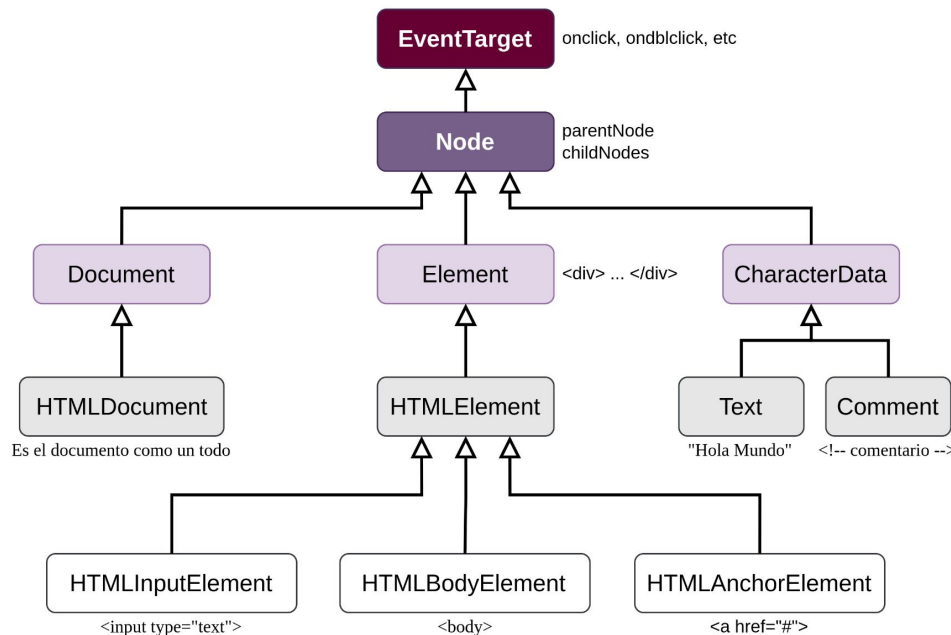 EventTarget
onclick, ondblclick, etc
Node
parentNode
childNodes
Document
Element
<div> ... </div>
CharacterData
HTMLDocument
HTMLElement
Text
Comment
Es el documento como un todo
"Hola Mundo"
<!-- comentario -->
HTMLInputElement
HTMLBodyElement
HTMLAnchorElement
<input type="text">
<body>
<a href="#">